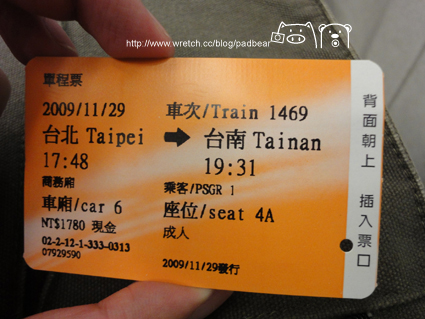 http://www.wretch.cc/blog/padbear
單程票
2009/11/29 車次/Train 1469
台北 Taipei → 台南 Tainan
17:48 19:31
商務廂 乘客/PSGR 1
車廂/car 6 座位/seat 4A
NT$1780 現金 成人
02-2-12-1-333-0313
07929590
2009/11/29發行
背面朝上 插入票口